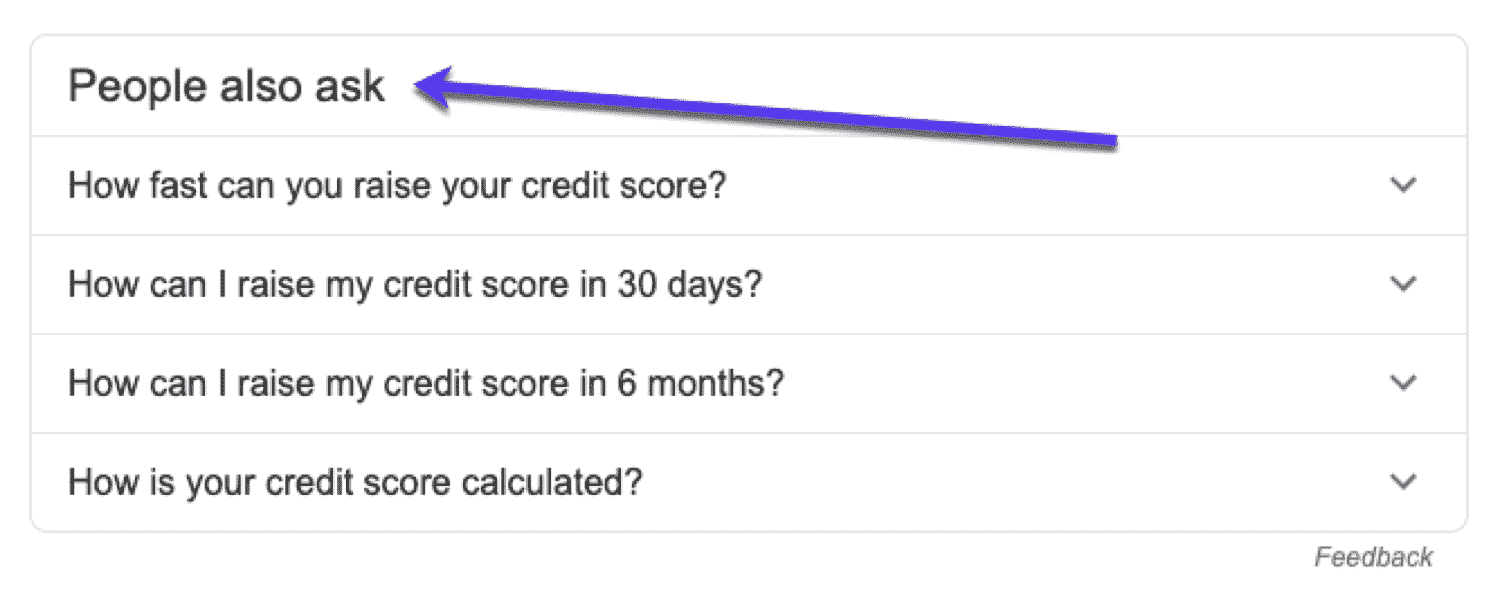 People also ask
How fast can you raise your credit score?
How can I raise my credit score in 30 days?
How can I raise my credit score in 6 months?
How is your credit score calculated?
Feedback